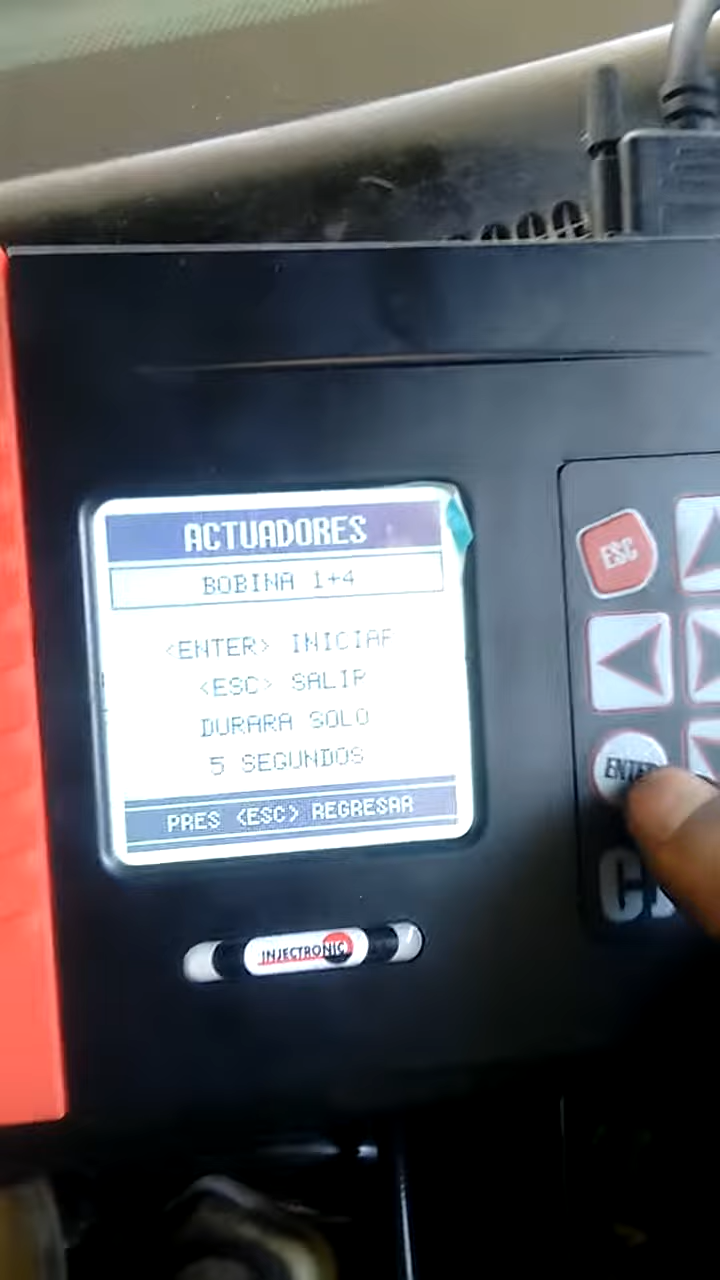 ACTUADORES
BOBINA 1+4
<ENTER> INICIAR
<ESC> SALIR
DURARA SOLO
5 SEGUNDOS
PRES <ESC> REGRESAR
INJECTRONIC
ESC
ENTER